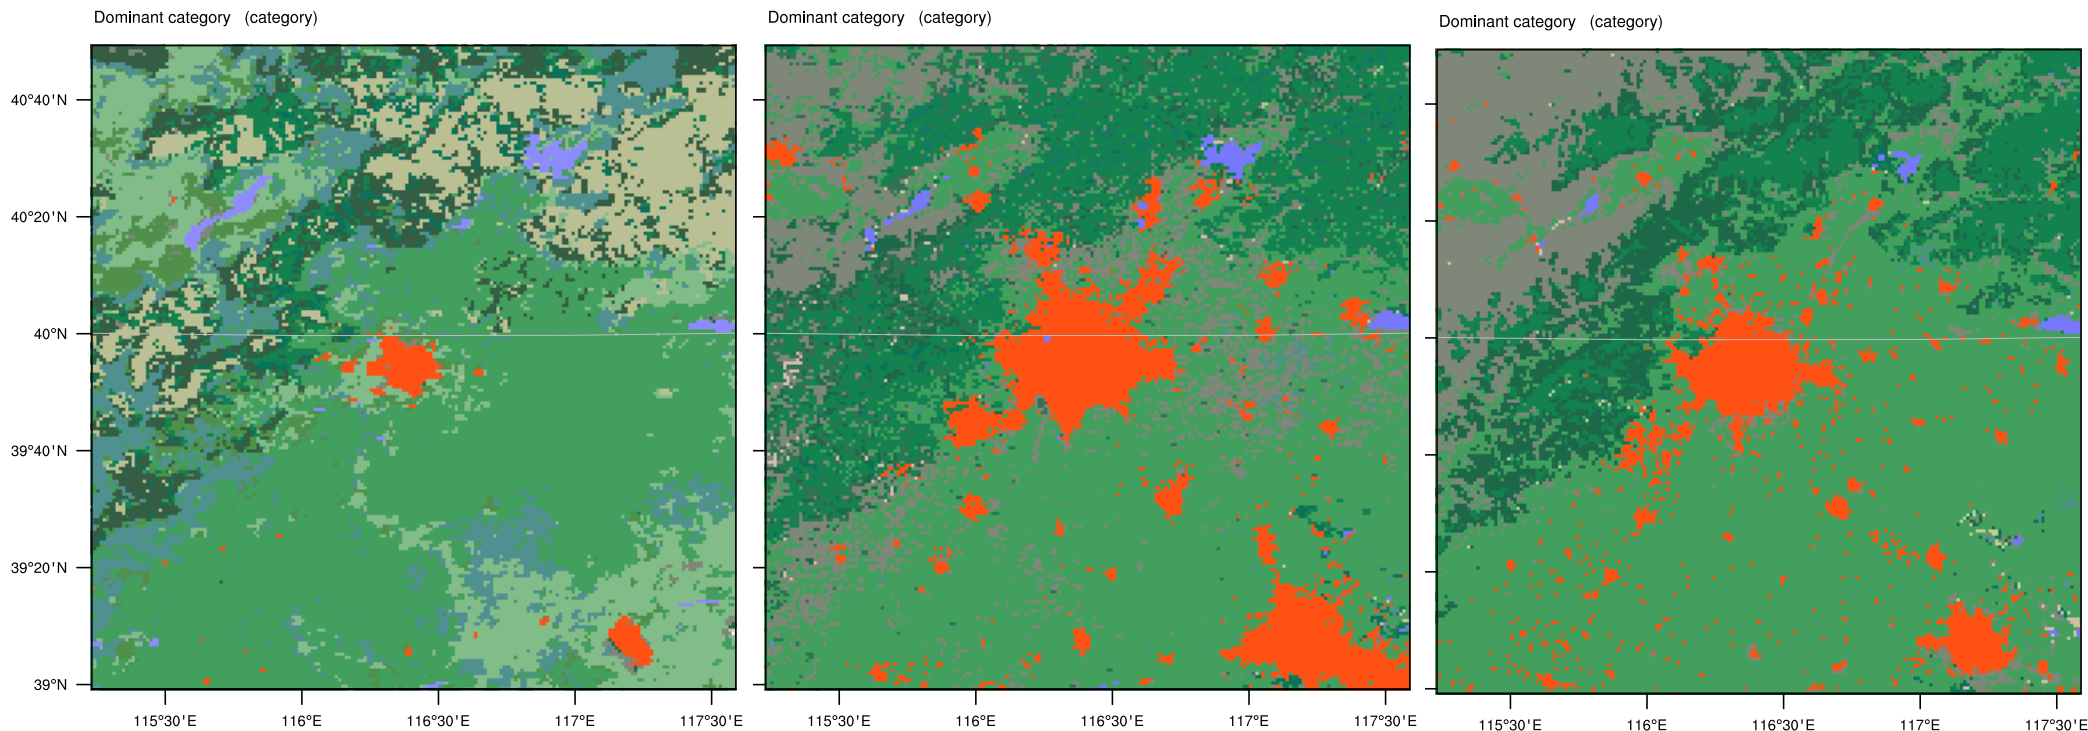 Dominant category (category)
Dominant category (category)
Dominant category (category)
40°40'N
40°20'N
40°N
39°40'N
39°20'N
39°N
115°30'E
116°E
116°30'E
117°E
117°30'E
115°30'E
116°E
116°30'E
117°E
117°30'E
115°30'E
116°E
116°30'E
117°E
117°30'E